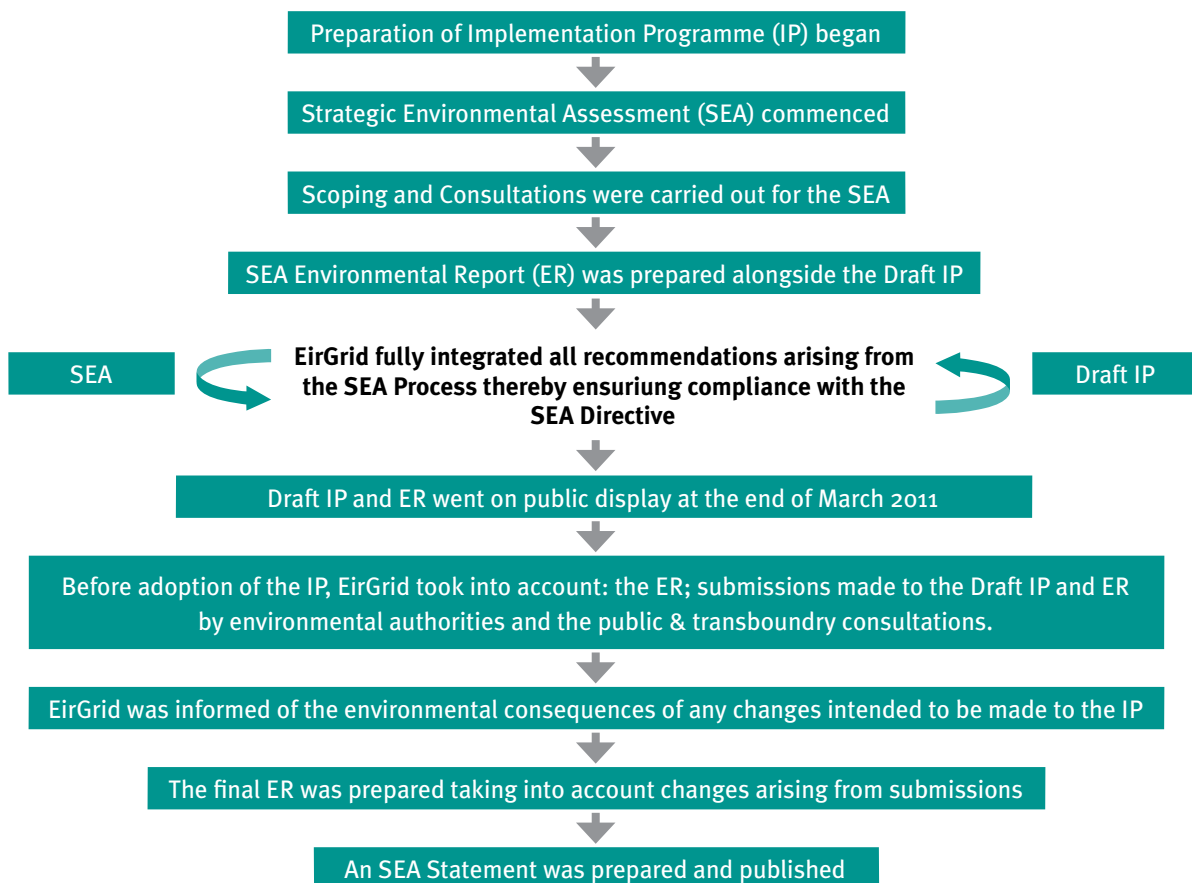 Preparation of Implementation Programme (IP) began
Strategic Environmental Assessment (SEA) commenced
Scoping and Consultations were carried out for the SEA
SEA Environmental Report (ER) was prepared alongside the Draft IP
SEA
EirGrid fully integrated all recommendations arising from
the SEA Process thereby ensuriung compliance with the
SEA Directive
Draft IP
Draft IP and ER went on public display at the end of March 2011
Before adoption of the IP, EirGrid took into account: the ER; submissions made to the Draft IP and ER
by environmental authorities and the public & transboundry consultations.
EirGrid was informed of the environmental consequences of any changes intended to be made to the IP
The final ER was prepared taking into account changes arising from submissions
An SEA Statement was prepared and published